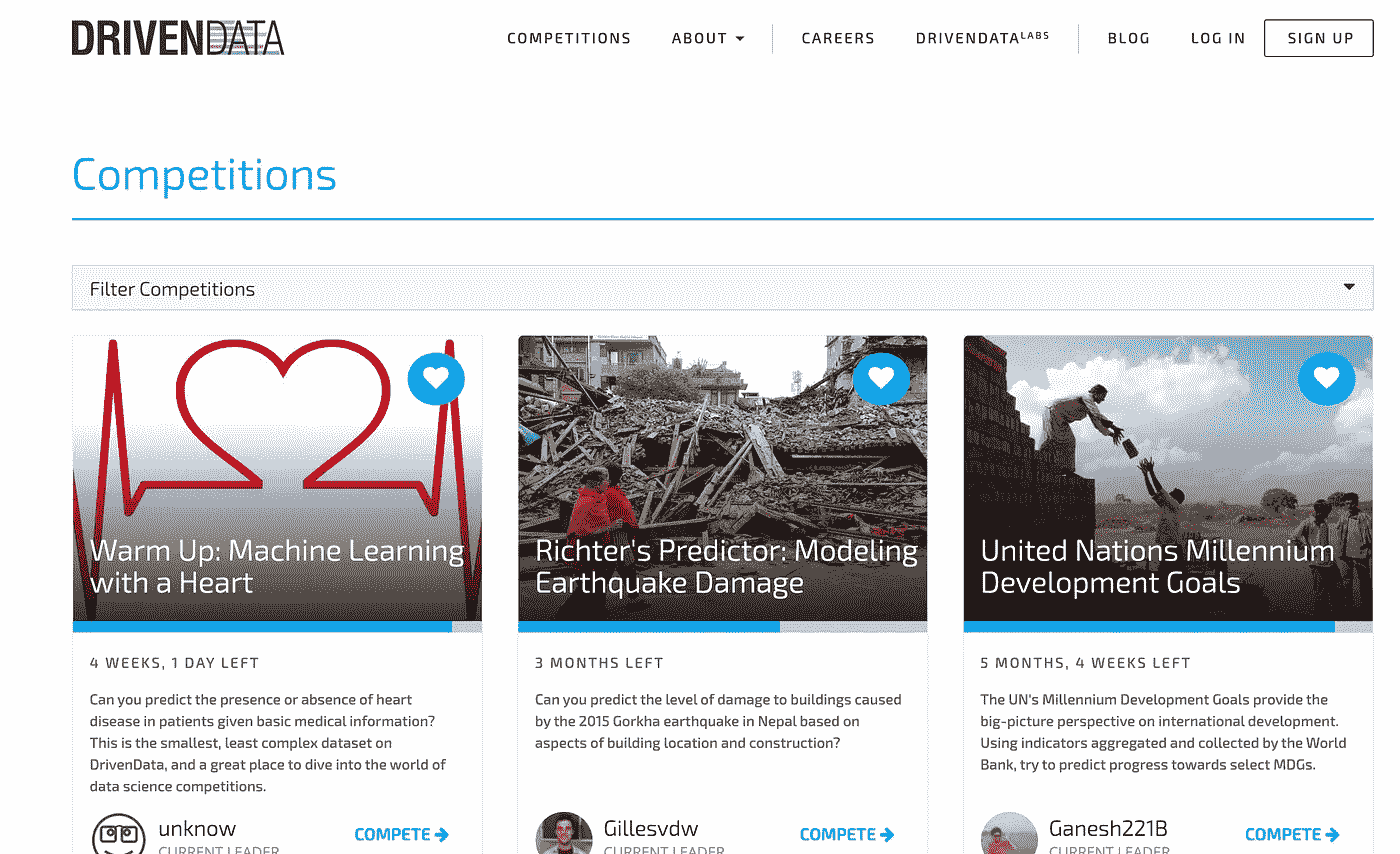 DRIVENDATA
COMPETITIONS ABOUT CAREERS DRIVENDATALABS BLOG LOG IN SIGN UP
Competitions
Filter Competitions
Warm Up: Machine Learning
with a Heart
4 WEEKS, 1 DAY LEFT
Can you predict the presence or absence of heart
disease in patients given basic medical information?
This is the smallest, least complex dataset on
DrivenData, and a great place to dive into the world of
data science competitions.
unknow
COMPETE
CURRENT LEADER
Richter's Predictor: Modeling
Earthquake Damage
3 MONTHS LEFT
Can you predict the level of damage to buildings caused
by the 2015 Gorkha earthquake in Nepal based on
aspects of building location and construction?
Gillesvdw
COMPETE
CURRENT LEADER
United Nations Millennium
Development Goals
5 MONTHS, 4 WEEKS LEFT
The UN's Millennium Development Goals provide the
big-picture perspective on international development.
Using indicators aggregated and collected by the World
Bank, try to predict progress towards select MDGs.
Ganesh221B
COMPETE
CURRENT LEADER